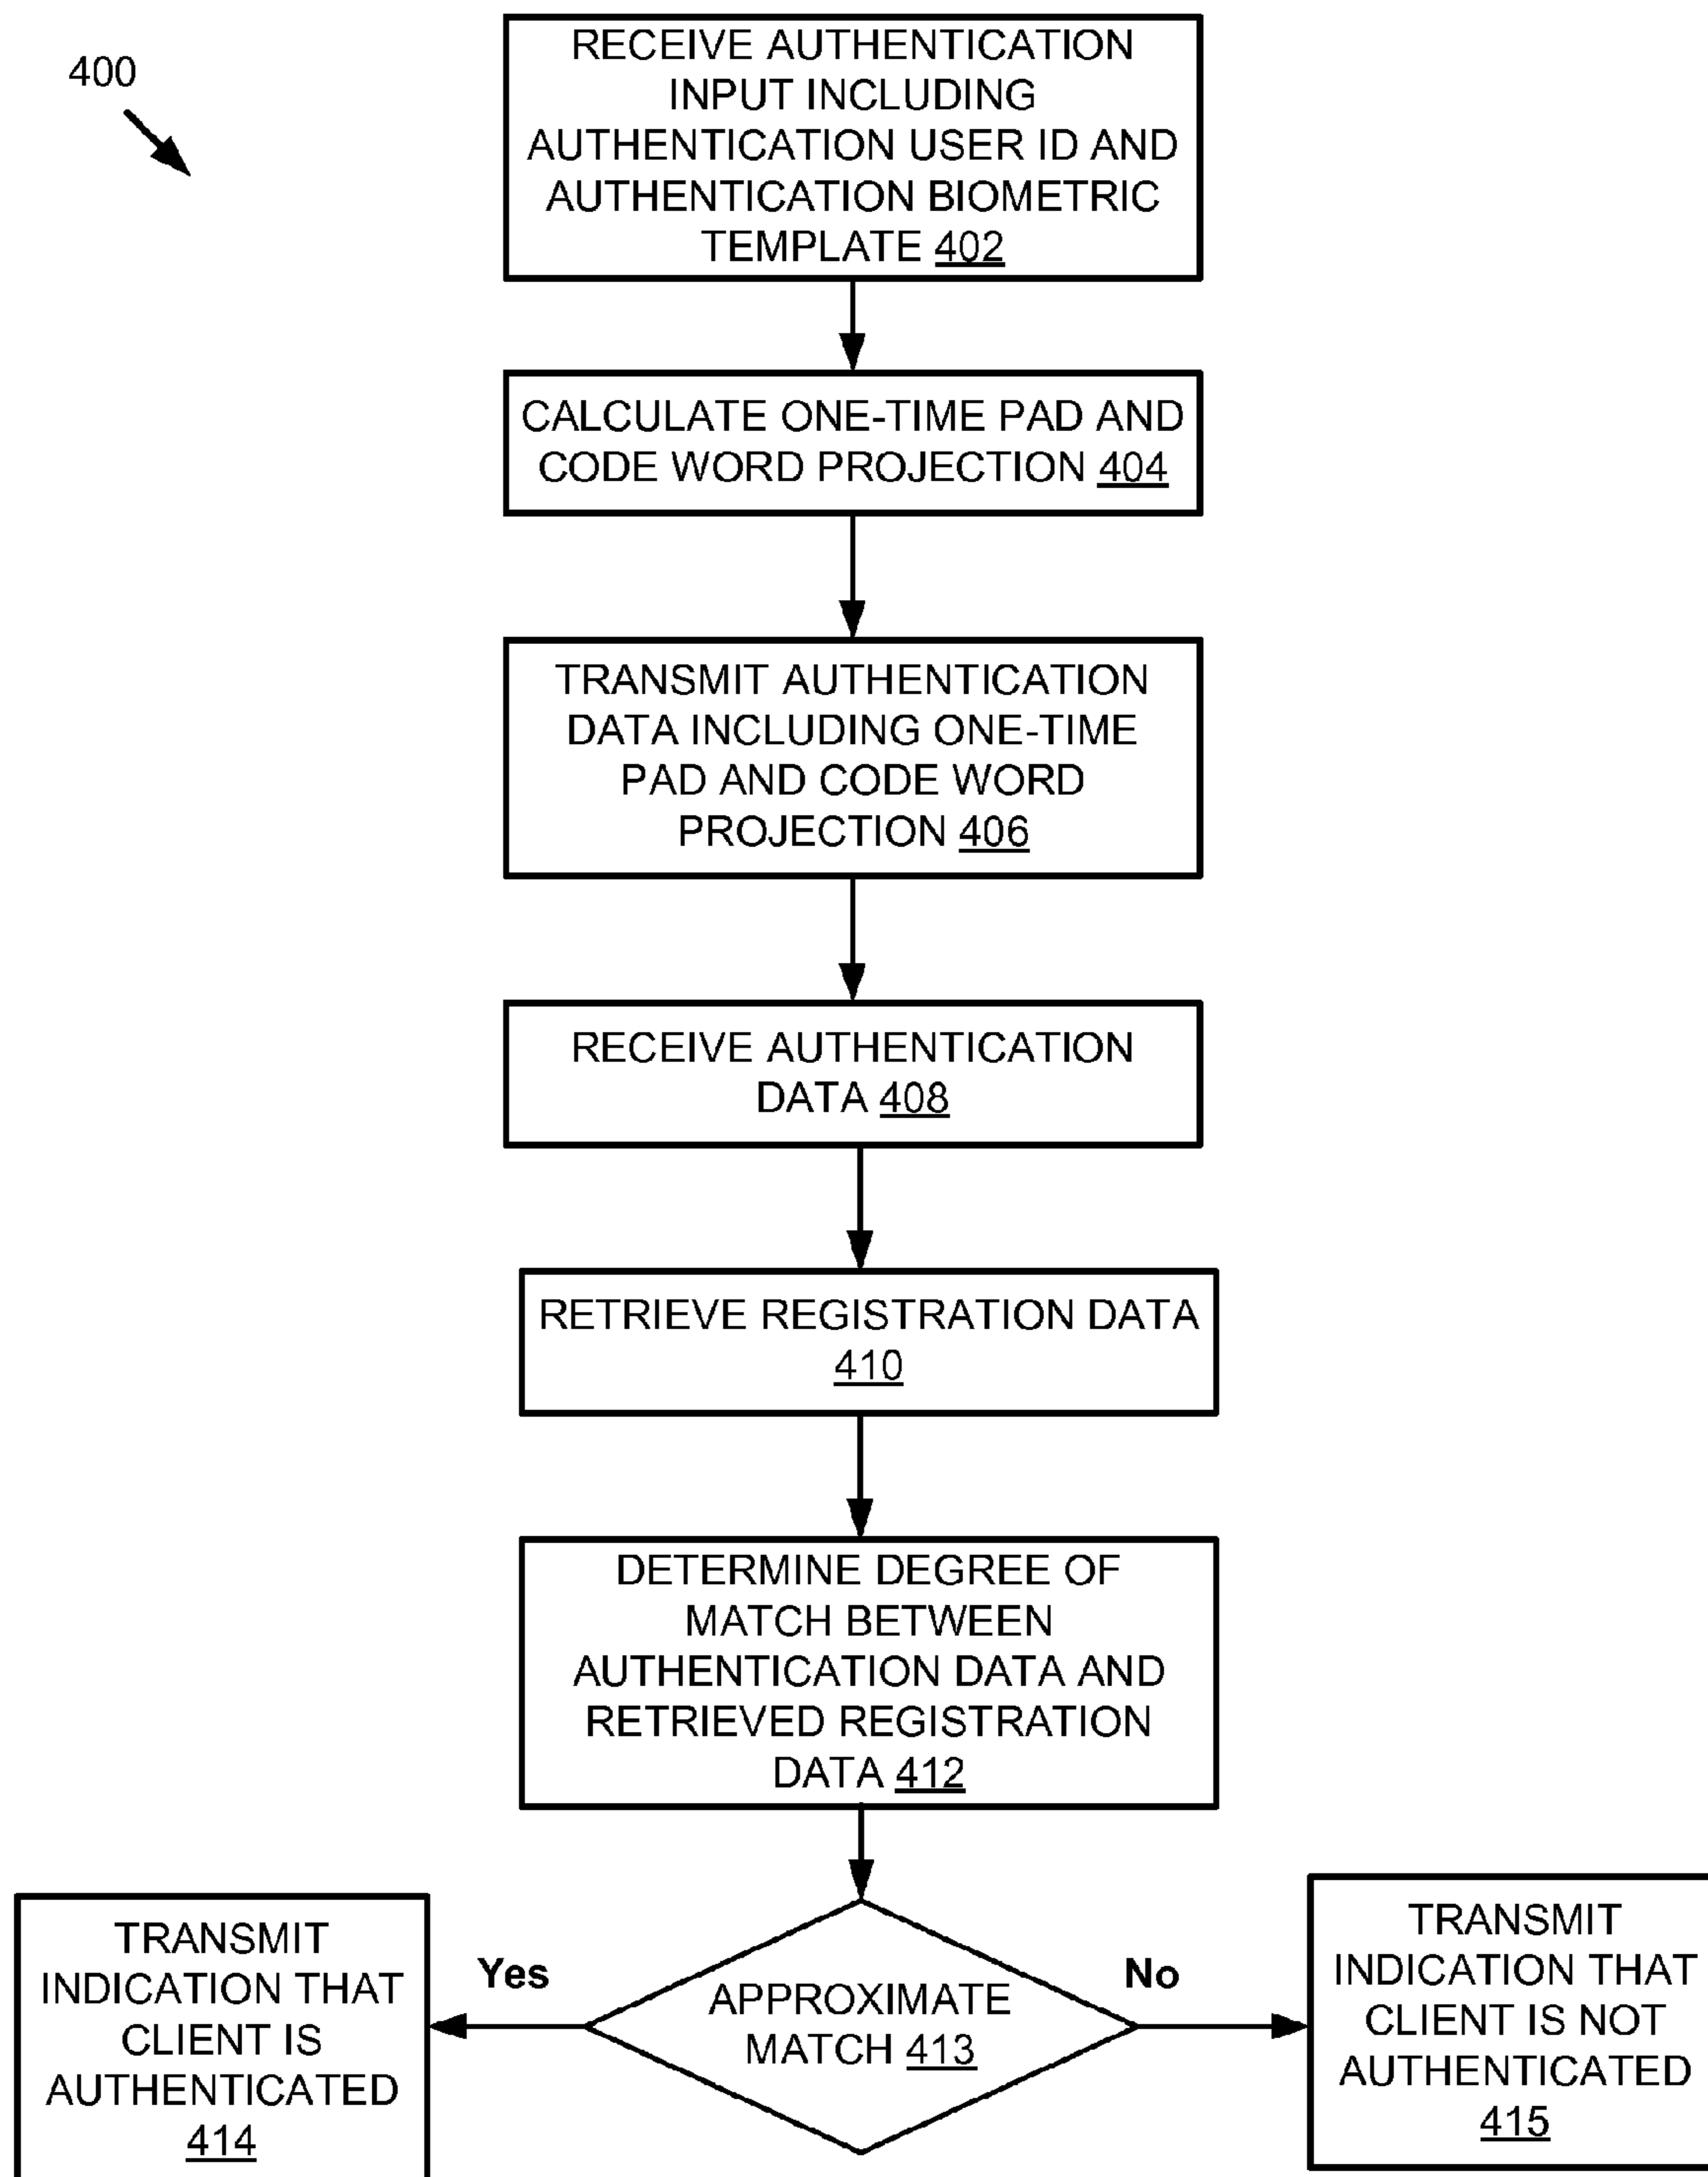 400
RECEIVE AUTHENTICATION
INPUT INCLUDING
AUTHENTICATION USER ID AND
AUTHENTICATION BIOMETRIC
TEMPLATE 402
CALCULATE ONE-TIME PAD AND
CODE WORD PROJECTION 404
TRANSMIT AUTHENTICATION
DATA INCLUDING ONE-TIME
PAD AND CODE WORD
PROJECTION 406
RECEIVE AUTHENTICATION
DATA 408
RETRIEVE REGISTRATION DATA
410
DETERMINE DEGREE OF
MATCH BETWEEN
AUTHENTICATION DATA AND
RETRIEVED REGISTRATION
DATA 412
APPROXIMATE
MATCH 413
Yes
TRANSMIT
INDICATION THAT
CLIENT IS
AUTHENTICATED
414
No
TRANSMIT
INDICATION THAT
CLIENT IS NOT
AUTHENTICATED
415